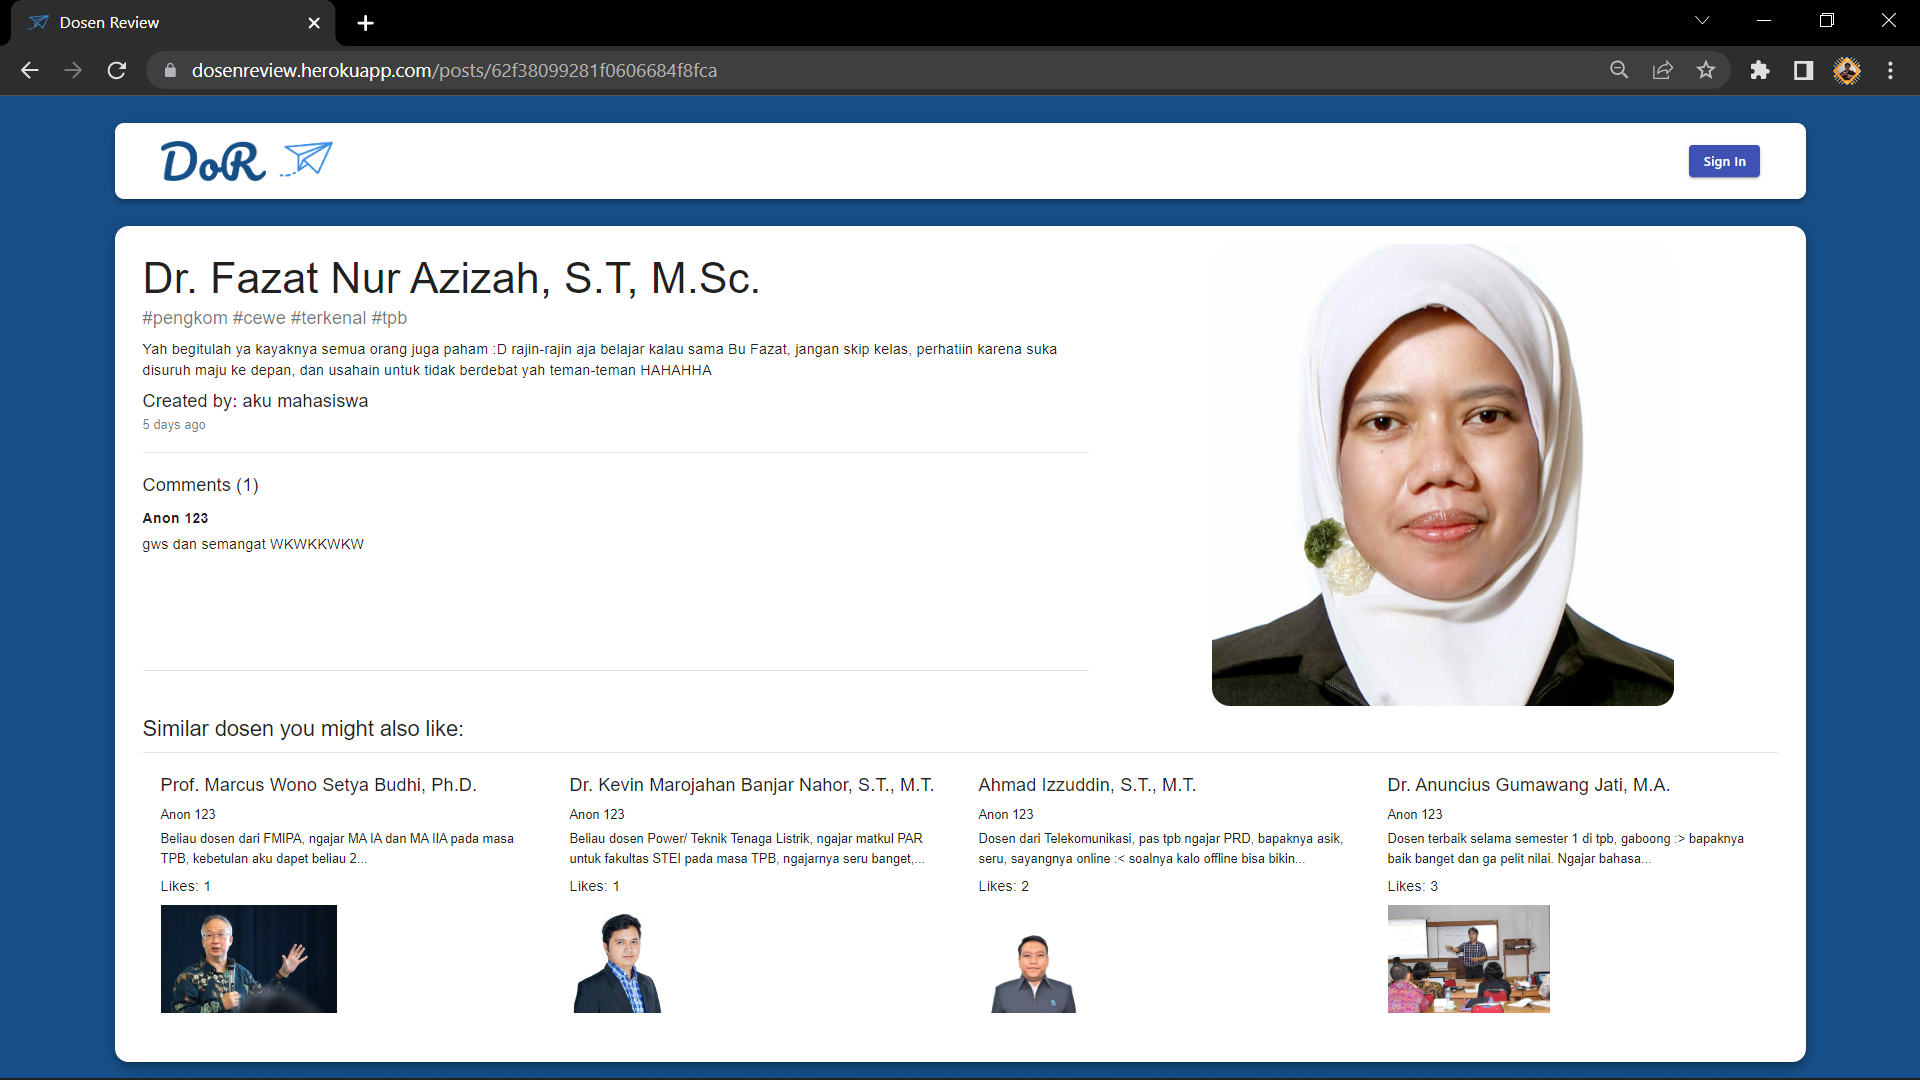 Dosen Review
dosenreview.herokuapp.com/posts/62f38099281f0606684f8fca
DoR
Sign In
Dr. Fazat Nur Azizah, S.T, M.Sc.
#pengkom #cewe #terkenal #tpb
Yah begitulah ya kayaknya semua orang juga paham :D rajin-rajin aja belajar kalau sama Bu Fazat, jangan skip kelas, perhatiin karena suka
disuruh maju ke depan, dan usahain untuk tidak berdebat yah teman-teman HAHAHHA
Created by: aku mahasiswa
5 days ago
Comments (1)
Anon 123
gws dan semangat WKWKKWKW
Similar dosen you might also like:
Prof. Marcus Wono Setya Budhi, Ph.D.
Anon 123
Beliau dosen dari FMIPA, ngajar MA IA dan MA IIA pada masa
TPB, kebetulan aku dapet beliau 2...
Likes: 1
Dr. Kevin Marojahan Banjar Nahor, S.T., M.T.
Anon 123
Beliau dosen Power/ Teknik Tenaga Listrik, ngajar matkul PAR
untuk fakultas STEI pada masa TPB, ngajarnya seru banget,...
Likes: 1
Ahmad Izzuddin, S.T., M.T.
Anon 123
Dosen dari Telekomunikasi, pas tpb ngajar PRD, bapaknya asik,
seru, sayangnya online :< soalnya kalo offline bisa bikin...
Likes: 2
Dr. Anuncius Gumawang Jati, M.A.
Anon 123
Dosen terbaik selama semester 1 di tpb, gaboong :> bapaknya
baik banget dan ga pelit nilai. Ngajar bahasa...
Likes: 3